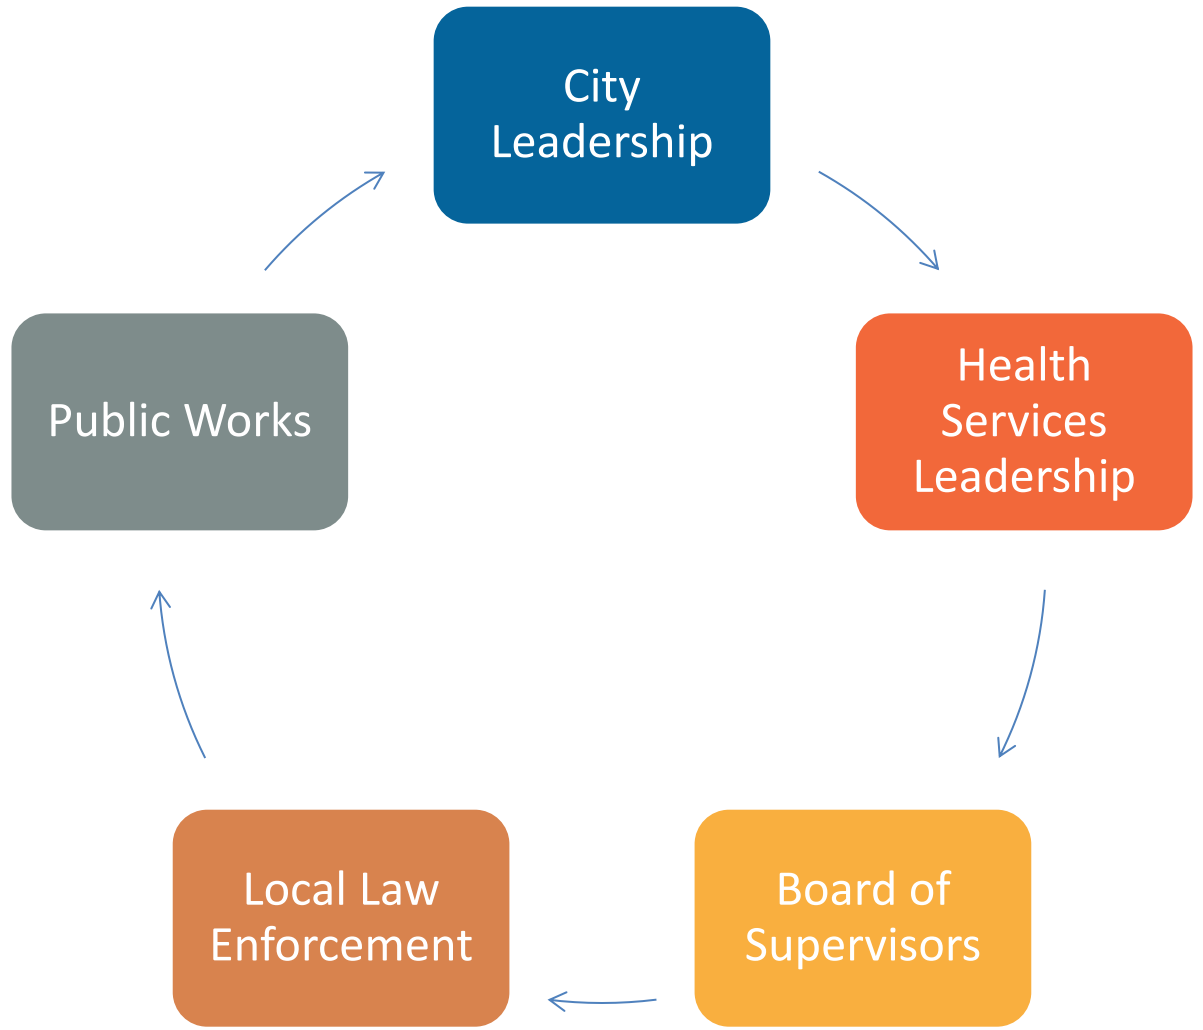 City
Leadership
Health
Services
Leadership
Board of
Supervisors
Local Law
Enforcement
Public Works